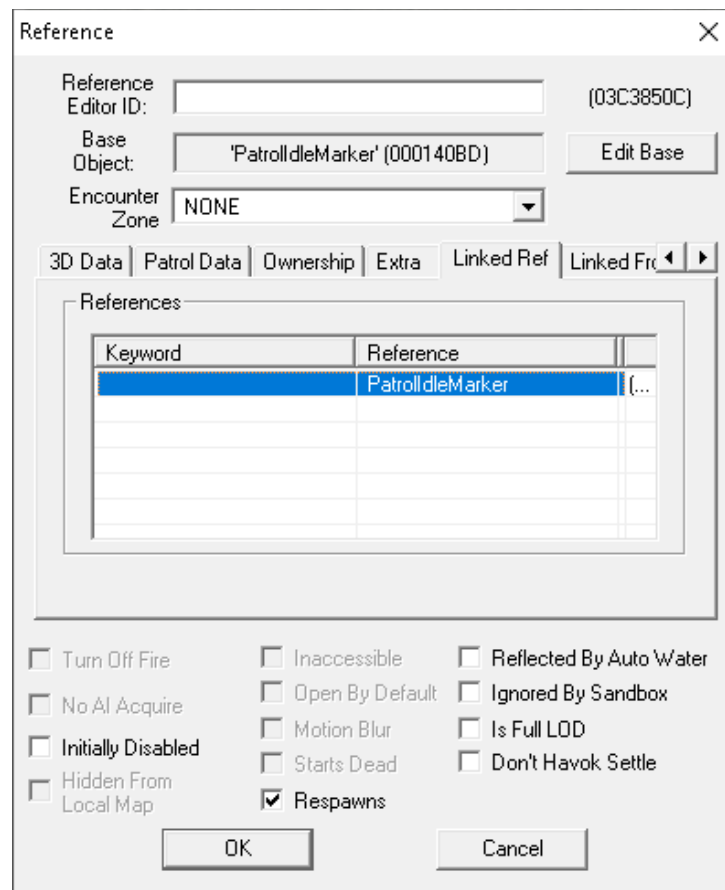 Reference
Reference
Editor ID:
(03C3850C)
Base
Object:
'PatrolIdleMarker' (000140BD)
Edit Base
Encounter
Zone
NONE
3D Data
Patrol Data
Ownership
Extra
Linked Ref
Linked Fro
References
Keyword
Reference
PatrolIdleMarker
(...
Turn Off Fire
Inaccessible
Reflected By Auto Water
No AI Acquire
Open By Default
Ignored By Sandbox
Initially Disabled
Motion Blur
Is Full LOD
Hidden From
Local Map
Starts Dead
Don't Havok Settle
Respawns
OK
Cancel